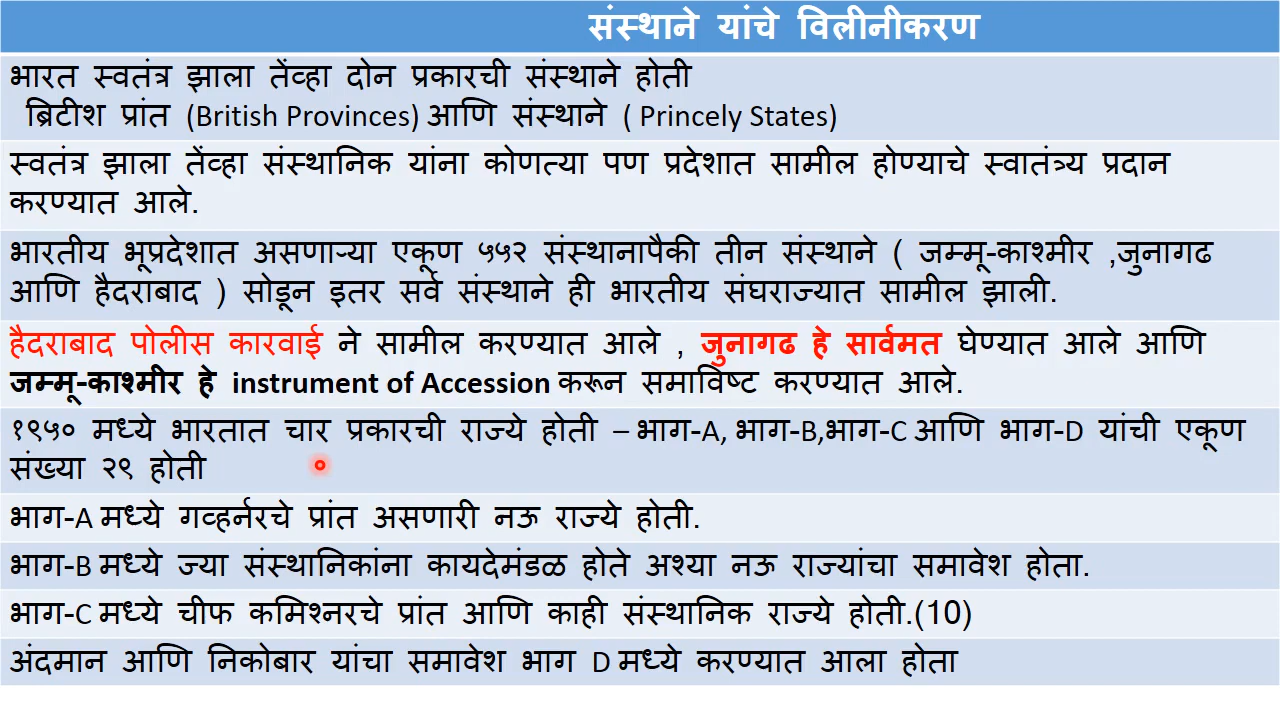 संस्थाने यांचे विलीनीकरण
भारत स्वतंत्र झाला तेंव्हा दोन प्रकारची संस्थाने होती
ब्रिटीश प्रांत (British Provinces) आणि संस्थाने ( Princely States)
स्वतंत्र झाला तेंव्हा संस्थानिक यांना कोणत्या पण प्रदेशात सामील होण्याचे स्वातंत्र्य प्रदान
करण्यात आले.
भारतीय भूप्रदेशात असणाऱ्या एकूण ५५२ संस्थानापैकी तीन संस्थाने ( जम्मू-काश्मीर ,जुनागढ
आणि हैदराबाद ) सोडून इतर सर्व संस्थाने ही भारतीय संघराज्यात सामील झाली.
हैदराबाद पोलीस कारवाई ने सामील करण्यात आले , जुनागढ हे सार्वमत घेण्यात आले आणि
जम्मू-काश्मीर हे instrument of Accession करून समाविष्ट करण्यात आले.
१९५० मध्ये भारतात चार प्रकारची राज्ये होती – भाग-A, भाग-B,भाग-C आणि भाग-D यांची एकूण
संख्या २९ होती
भाग-A मध्ये गव्हर्नरचे प्रांत असणारी नऊ राज्ये होती.
भाग-B मध्ये ज्या संस्थानिकांना कायदेमंडळ होते अश्या नऊ राज्यांचा समावेश होता.
भाग-C मध्ये चीफ कमिश्नरचे प्रांत आणि काही संस्थानिक राज्ये होती.(10)
अंदमान आणि निकोबार यांचा समावेश भाग D मध्ये करण्यात आला होता